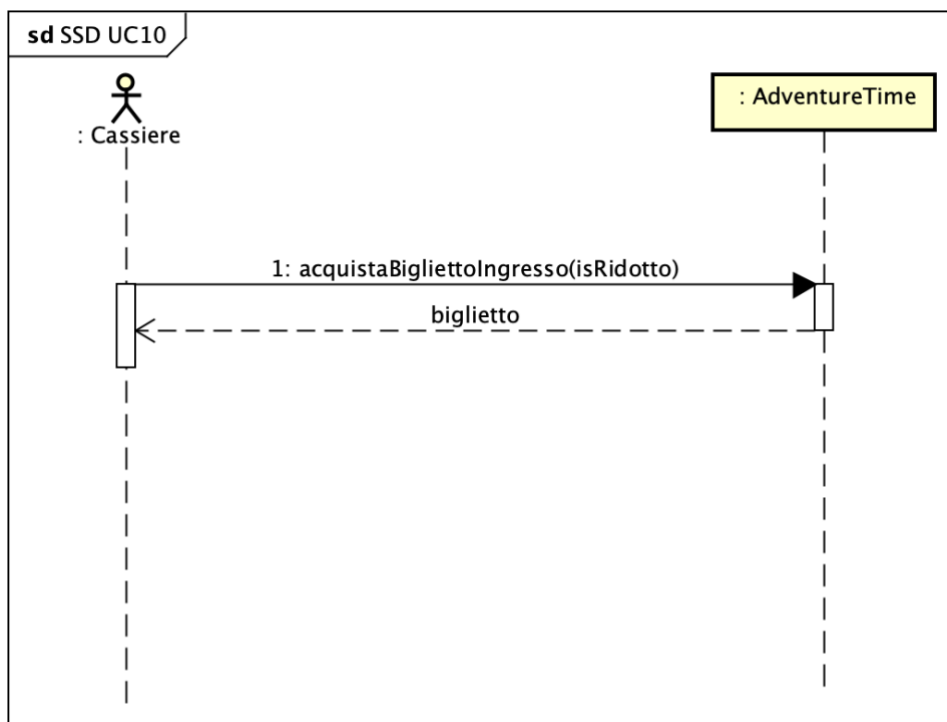 sd SSD UC10
: Cassiere
: AdventureTime
1: acquistaBigliettoIngresso(isRidotto)
biglietto